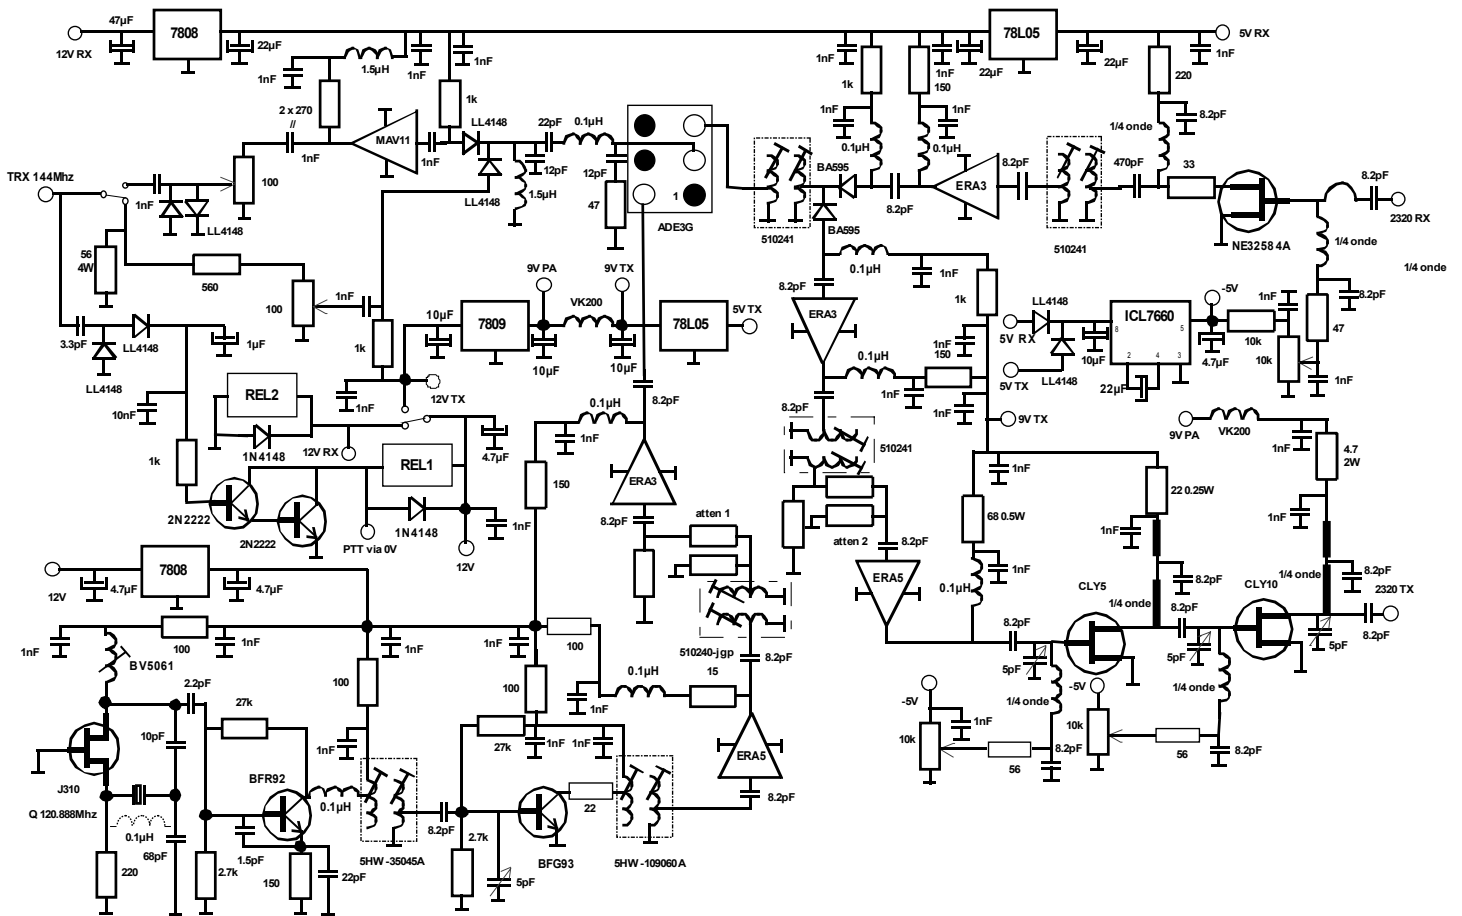 47µF
12V RX
7808
22µF
1nF
1.5µH
1nF
1nF
1k
2 x 270
//
1nF
MAV11
1nF
LL4148
LL4148
22pF
0.1µH
12pF
12pF
1.5µH
47
1
ADE3G
1nF
1k
1nF
0.1µH
1nF
150
1nF
0.1µH
22µF
78L05
22µF
5V RX
1nF
220
8.2pF
1/4 onde
510241
BA595
BA595
8.2pF
ERA3
8.2pF
510241
470pF
33
NE32584A
8.2pF
2320 RX
1/4 onde
1/4 onde
8.2pF
TRX 144Mhz
1nF
LL4148
100
56
4W
560
100
1nF
3.3pF
LL4148
LL4148
1µF
1k
10µF
7809
9V PA
VK200
9V TX
10µF
10µF
78L05
5V TX
12V TX
1nF
0.1µH
1nF
8.2pF
ERA3
1k
1nF
0.1µH
150
1nF
1nF
9V TX
LL4148
5V RX
5V TX
LL4148
10µF
ICL7660
8
5
2
4
3
22µF
-5V
4.7µF
10k
1nF
10k
47
1nF
10nF
REL2
1N4148
12V RX
REL1
4.7µF
1k
2N2222
2N2222
PTT via 0V
1N4148
12V
1nF
0.1µH
1nF
8.2pF
150
ERA3
8.2pF
atten 1
8.2pF
510241
atten 2
8.2pF
ERA5
9V PA
VK200
1nF
4.7
2W
1nF
68 0.5W
1nF
0.1µH
1nF
22 0.25W
1nF
8.2pF
CLY5
1/4 onde
8.2pF
CLY10
1/4 onde
8.2pF
2320 TX
8.2pF
5pF
12V
4.7µF
7808
4.7µF
1nF
100
1nF
1nF
1nF
100
510240-jgp
8.2pF
8.2pF
5pF
1/4 onde
5pF
1/4 onde
BV5061
2.2pF
27k
10pF
J310
Q 120.888Mhz
0.1µH
68pF
220
BFR92
0.1µH
1.5pF
2.7k
150
22pF
100
1nF
5HW-35045A
8.2pF
27k
100
1nF
1nF
1nF
0.1µH
15
2.7k
5pF
BFG93
22
5HW-109060A
ERA5
8.2pF
-5V
1nF
10k
56
8.2pF
-5V
10k
56
8.2pF